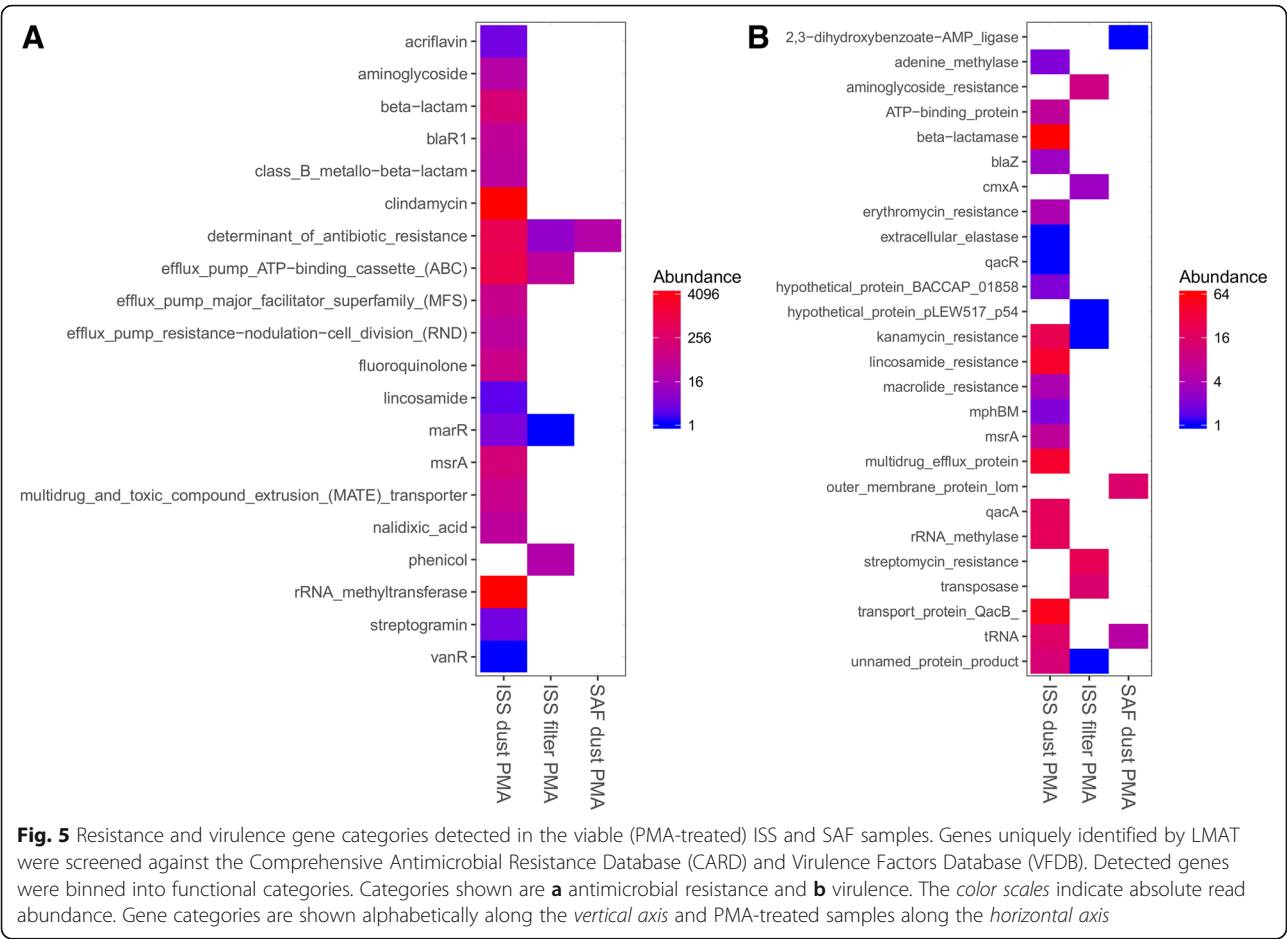 A
acriflavin
aminoglycoside
beta-lactam
blaR1
class_B_metallo-beta-lactam
clindamycin
determinant_of_antibiotic_resistance
efflux_pump_ATP-binding_cassette_(ABC)
efflux_pump_major_facilitator_superfamily_(MFS)
efflux_pump_resistance-nodulation-cell_division_(RND)
fluoroquinolone
lincosamide
marR
msrA
multidrug_and_toxic_compound_extrusion_(MATE)_transporter
nalidixic_acid
phenicol
rRNA_methyltransferase
streptogramin
vanR
ISS dust PMA
ISS filter PMA
SAF dust PMA
Abundance
4096
256
16
1
B
2,3-dihydroxybenzoate-AMP_ligase
adenine_methylase
aminoglycoside_resistance
ATP-binding_protein
beta-lactamase
blaZ
cmxA
erythromycin_resistance
extracellular_elastase
qacR
hypothetical_protein_BACCAP_01858
hypothetical_protein_pLEW517_p54
kanamycin_resistance
lincosamide_resistance
macrolide_resistance
mphBM
msrA
multidrug_efflux_protein
outer_membrane_protein_lom
qacA
rRNA_methylase
streptomycin_resistance
transposase
transport_protein_QacB_
tRNA
unnamed_protein_product
ISS dust PMA
ISS filter PMA
SAF dust PMA
Abundance
64
16
4
1
Fig. 5 Resistance and virulence gene categories detected in the viable (PMA-treated) ISS and SAF samples. Genes uniquely identified by LMAT
were screened against the Comprehensive Antimicrobial Resistance Database (CARD) and Virulence Factors Database (VFDB). Detected genes
were binned into functional categories. Categories shown are a antimicrobial resistance and b virulence. The color scales indicate absolute read
abundance. Gene categories are shown alphabetically along the vertical axis and PMA-treated samples along the horizontal axis